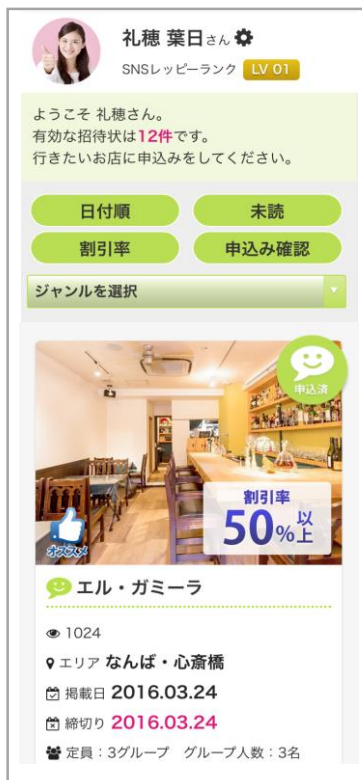 礼穂 葉日さん
SNSレッピーランク LV 01
ようこそ 礼穂さん。
有効な招待状は12件です。
行きたいお店に申込みをしてください。
日付順 未読
割引率 申込み確認
ジャンルを選択
申込済
割引率
50%以上
オススメ
エル・ガミーラ
1024
エリア なんば・心斎橋
掲載日 2016.03.24
締切り 2016.03.24
定員：3グループ グループ人数：3名